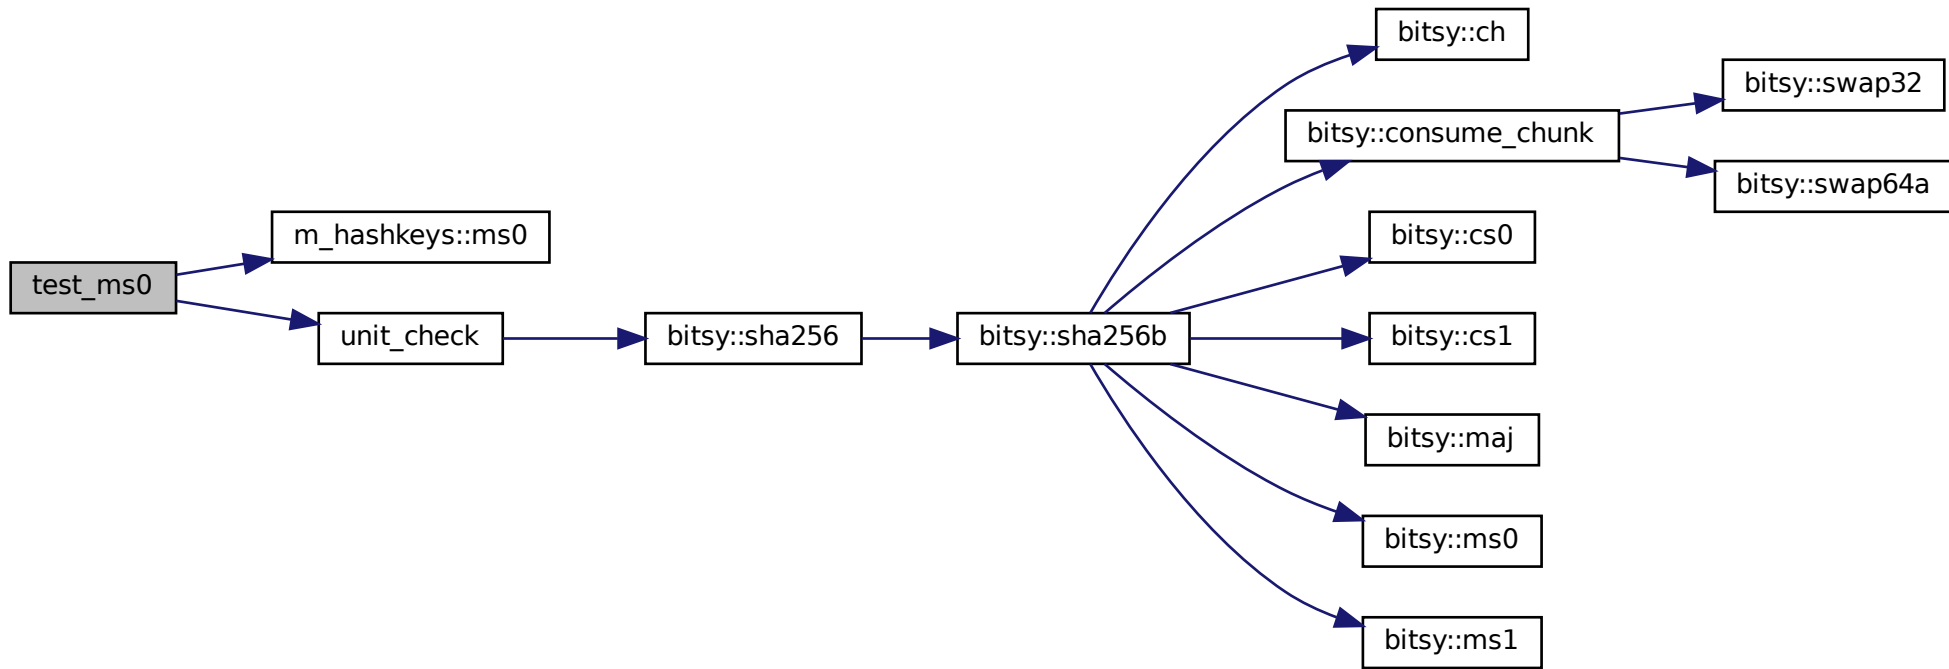 test_ms0
m_hashkeys::ms0
unit_check
bitsy::sha256
bitsy::sha256b
bitsy::ch
bitsy::consume_chunk
bitsy::swap32
bitsy::swap64a
bitsy::cs0
bitsy::cs1
bitsy::maj
bitsy::ms0
bitsy::ms1